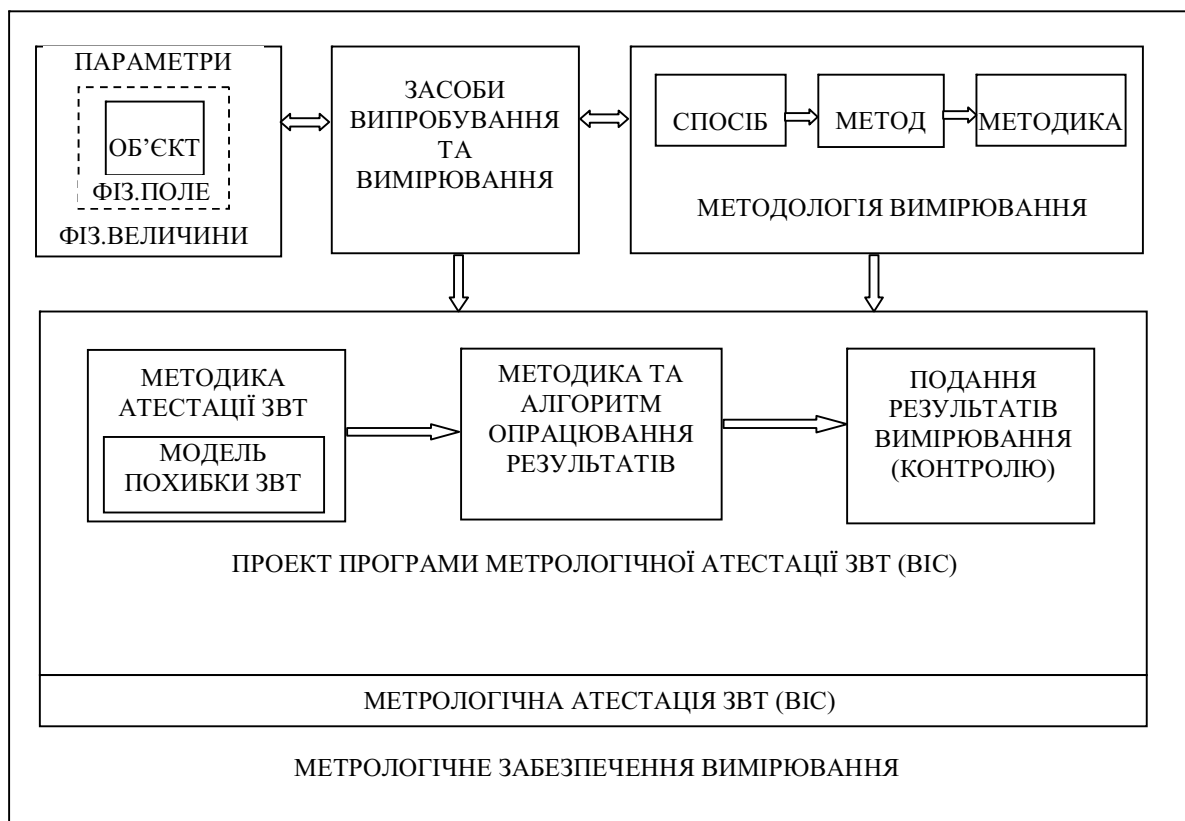 ПАРАМЕТРИ
ОБ’ЄКТ
ФІЗ.ПОЛЕ
ФІЗ.ВЕЛИЧИНИ
ЗАСОБИ
ВИПРОБУВАННЯ
ТА
ВИМІРЮВАННЯ
СПОСІБ
МЕТОД
МЕТОДИКА
МЕТОДОЛОГІЯ ВИМІРЮВАННЯ
МЕТОДИКА
АТЕСТАЦІЇ ЗВТ
МОДЕЛЬ
ПОХИБКИ ЗВТ
МЕТОДИКА ТА
АЛГОРИТМ
ОПРАЦЮВАННЯ
РЕЗУЛЬТАТІВ
ПОДАННЯ
РЕЗУЛЬТАТІВ
ВИМІРЮВАННЯ
(КОНТРОЛЮ)
ПРОЕКТ ПРОГРАМИ МЕТРОЛОГІЧНОЇ АТЕСТАЦІЇ ЗВТ (ВІС)
МЕТРОЛОГІЧНА АТЕСТАЦІЯ ЗВТ (ВІС)
МЕТРОЛОГІЧНЕ ЗАБЕЗПЕЧЕННЯ ВИМІРЮВАННЯ